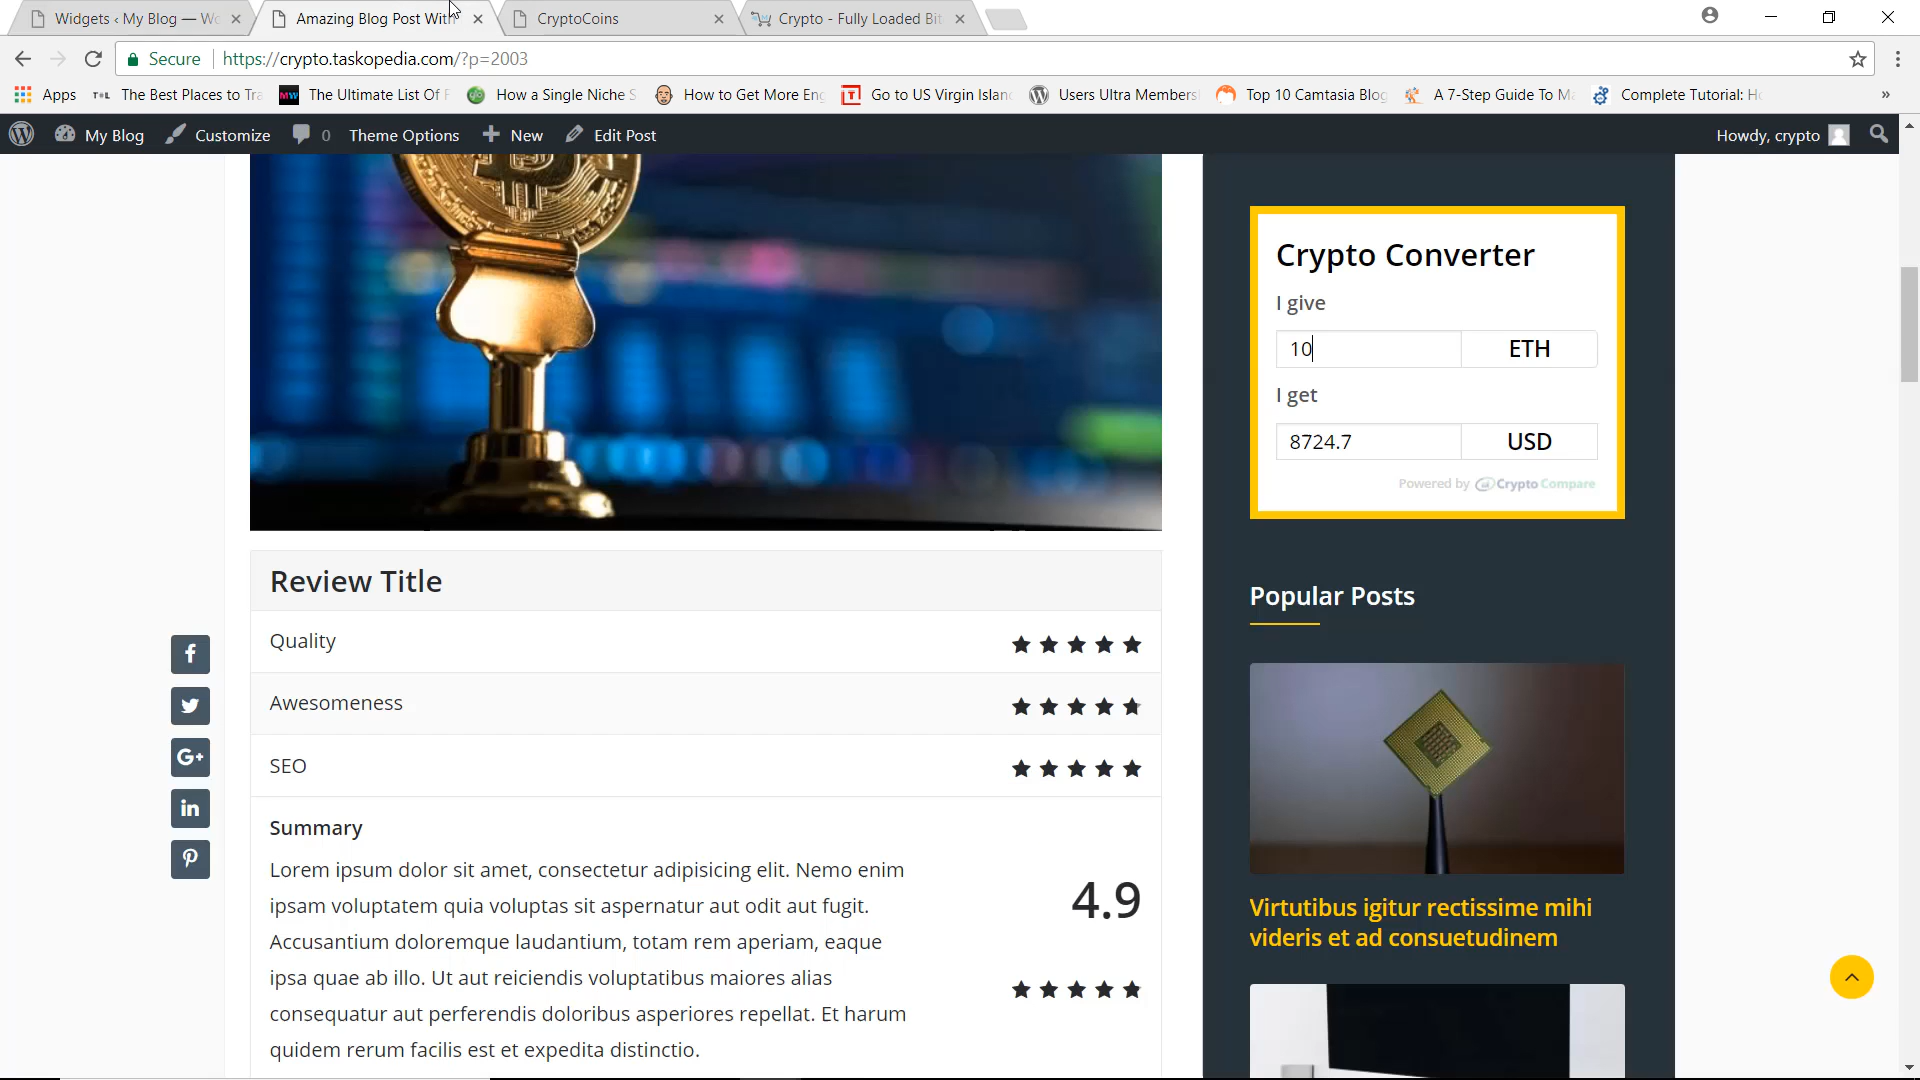 Widgets ‹ My Blog — Wo
Amazing Blog Post With
CryptoCoins
Crypto - Fully Loaded Bit
Secure
https://crypto.taskopedia.com/?p=2003
Apps
The Best Places to Tra
The Ultimate List Of F
How a Single Niche S
How to Get More Eng
Go to US Virgin Islan
Users Ultra Members
Top 10 Camtasia Blog
A 7-Step Guide To Ma
Complete Tutorial: Ho
»
My Blog
Customize
0
Theme Options
New
Edit Post
Howdy, crypto
Crypto Converter
I give
10
ETH
I get
8724.7
USD
Powered by CryptoCompare
Review Title
Quality
Awesomeness
SEO
Summary
Lorem ipsum dolor sit amet, consectetur adipisicing elit. Nemo enim
ipsam voluptatem quia voluptas sit aspernatur aut odit aut fugit.
Accusantium doloremque laudantium, totam rem aperiam, eaque
ipsa quae ab illo. Ut aut reiciendis voluptatibus maiores alias
consequatur aut perferendis doloribus asperiores repellat. Et harum
quidem rerum facilis est et expedita distinctio.
4.9
Popular Posts
Virtutibus igitur rectissime mihi
videris et ad consuetudinem